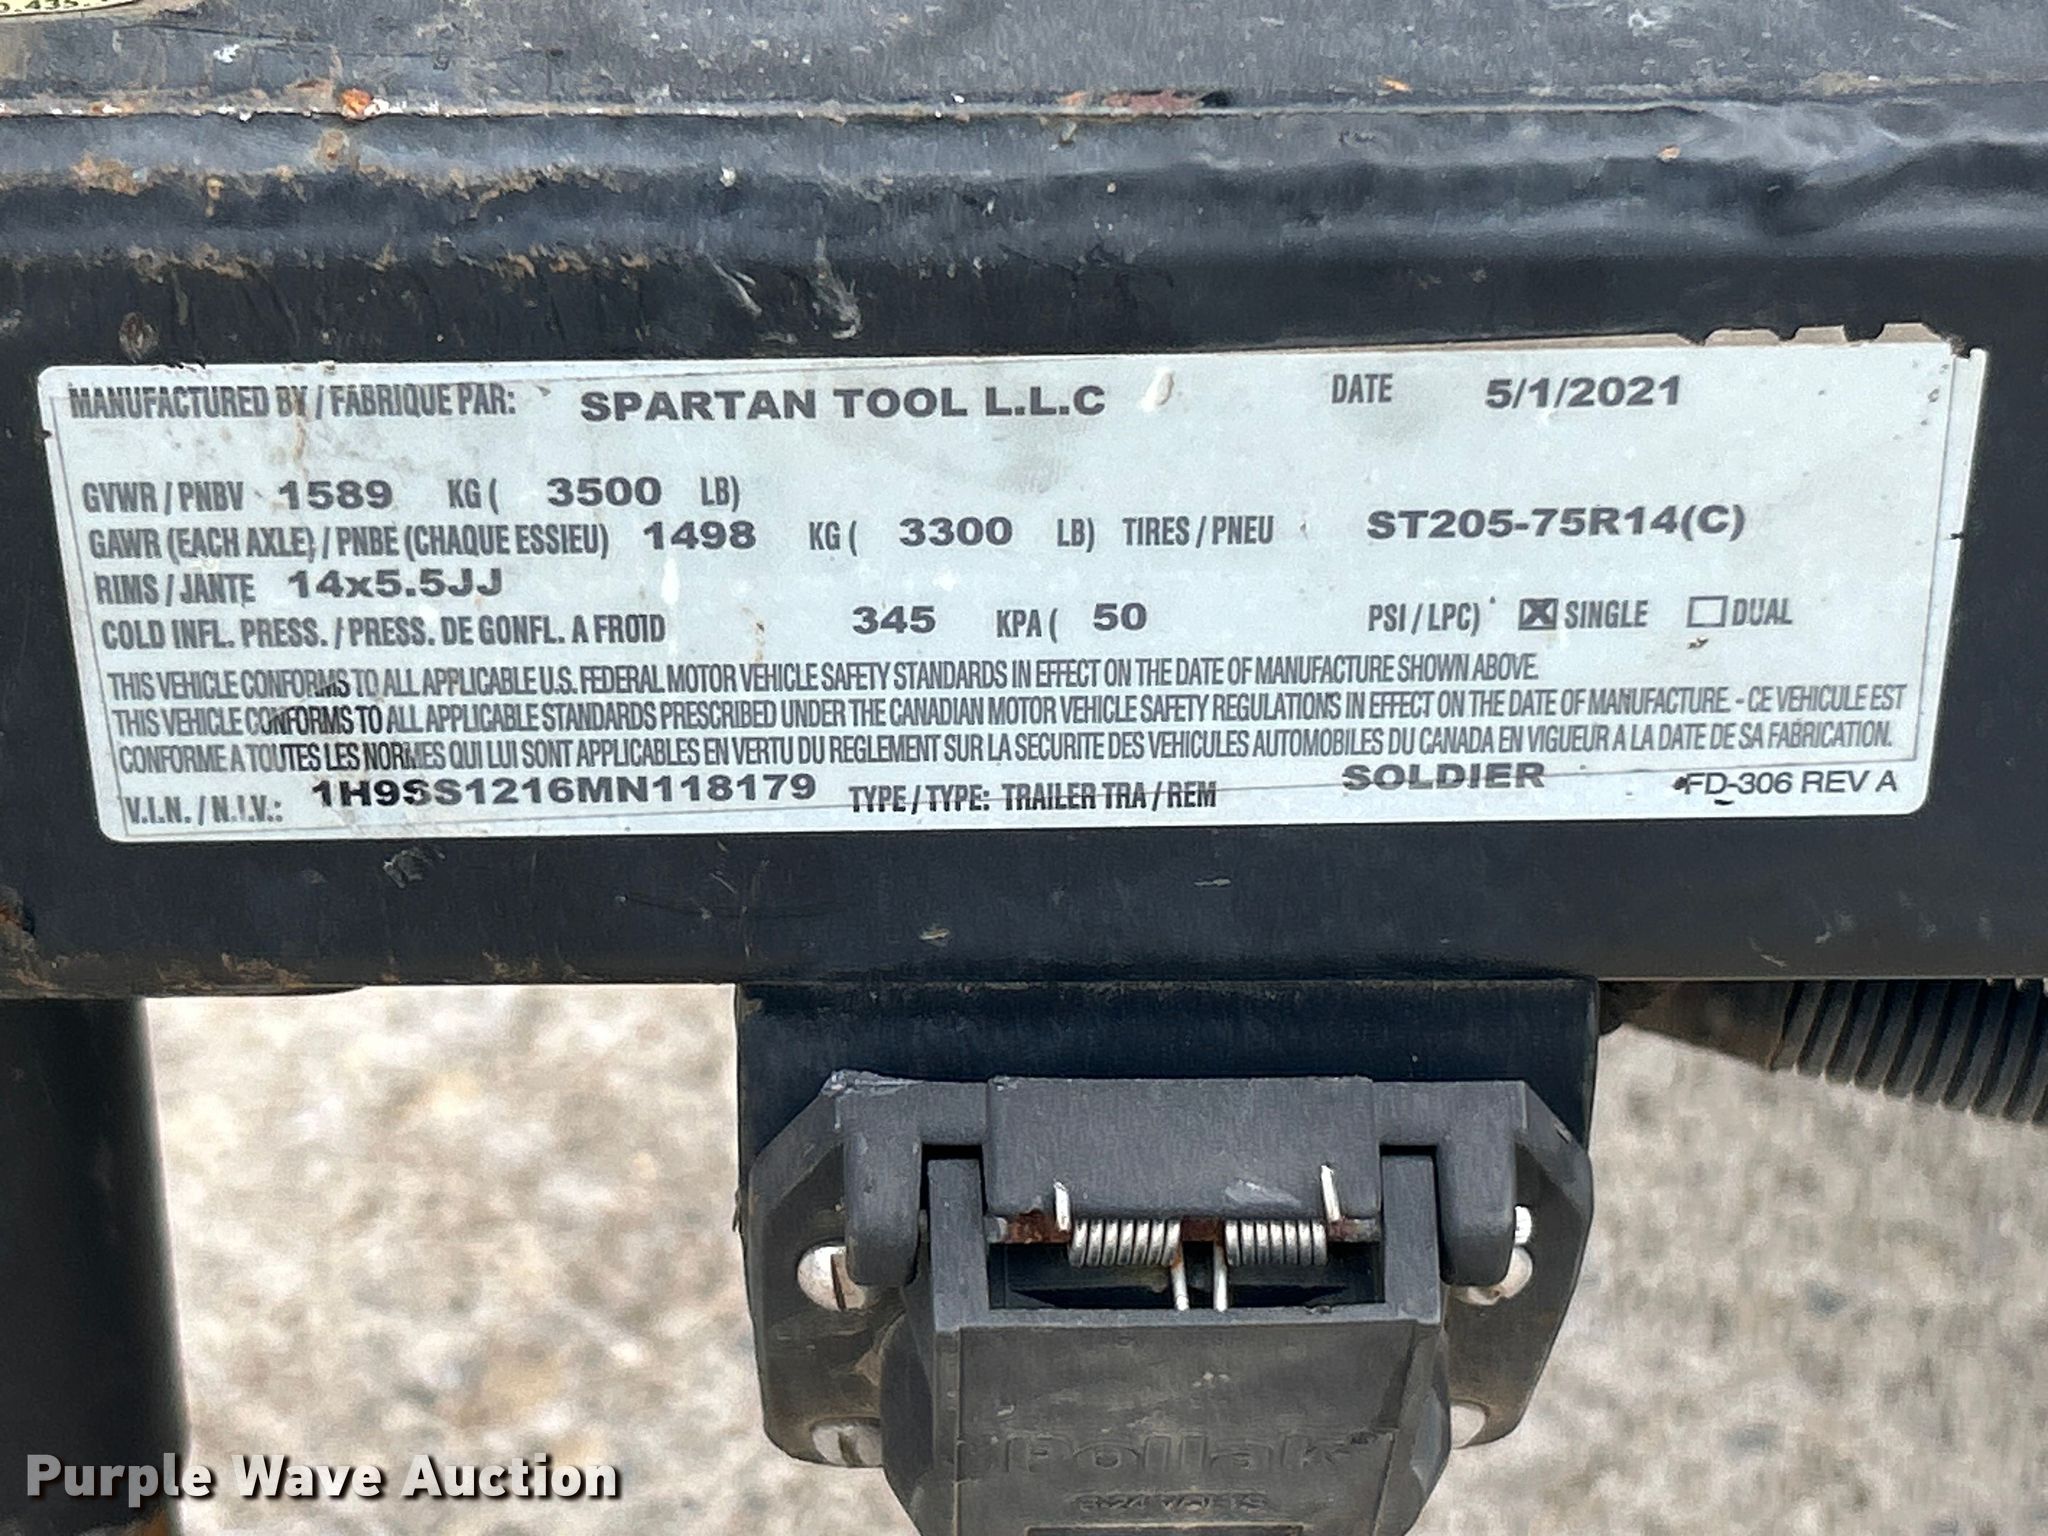 MANUFACTURED BY / FABRIQUE PAR: SPARTAN TOOL L.L.C DATE 5/1/2021
GVWR / PNBV 1589 KG ( 3500 LB)
GAWR (EACH AXLE) / PNBE (CHAQUE ESSIEU) 1498 KG ( 3300 LB) TIRES / PNEU ST205-75R14(C)
RIMS / JANTE 14x5.5JJ
COLD INFL. PRESS. / PRESS. DE GONFL. A FROID 345 KPA ( 50 PSI / LPC) SINGLE DUAL
THIS VEHICLE CONFORMS TO ALL APPLICABLE U.S. FEDERAL MOTOR VEHICLE SAFETY STANDARDS IN EFFECT ON THE DATE OF MANUFACTURE SHOWN ABOVE.
THIS VEHICLE CONFORMS TO ALL APPLICABLE STANDARDS PRESCRIBED UNDER THE CANADIAN MOTOR VEHICLE SAFETY REGULATIONS IN EFFECT ON THE DATE OF MANUFACTURE. - CE VEHICULE EST
CONFORME A TOUTES LES NORMES QUI LUI SONT APPLICABLES EN VERTU DU REGLEMENT SUR LA SECURITE DES VEHICULES AUTOMOBILES DU CANADA EN VIGUEUR A LA DATE DE SA FABRICATION.
V.I.N. / N.I.V.: 1H9SS1216MN118179 TYPE / TYPE: TRAILER TRA / REM SOLDIER FD-306 REV A
Pollak
Purple Wave Auction